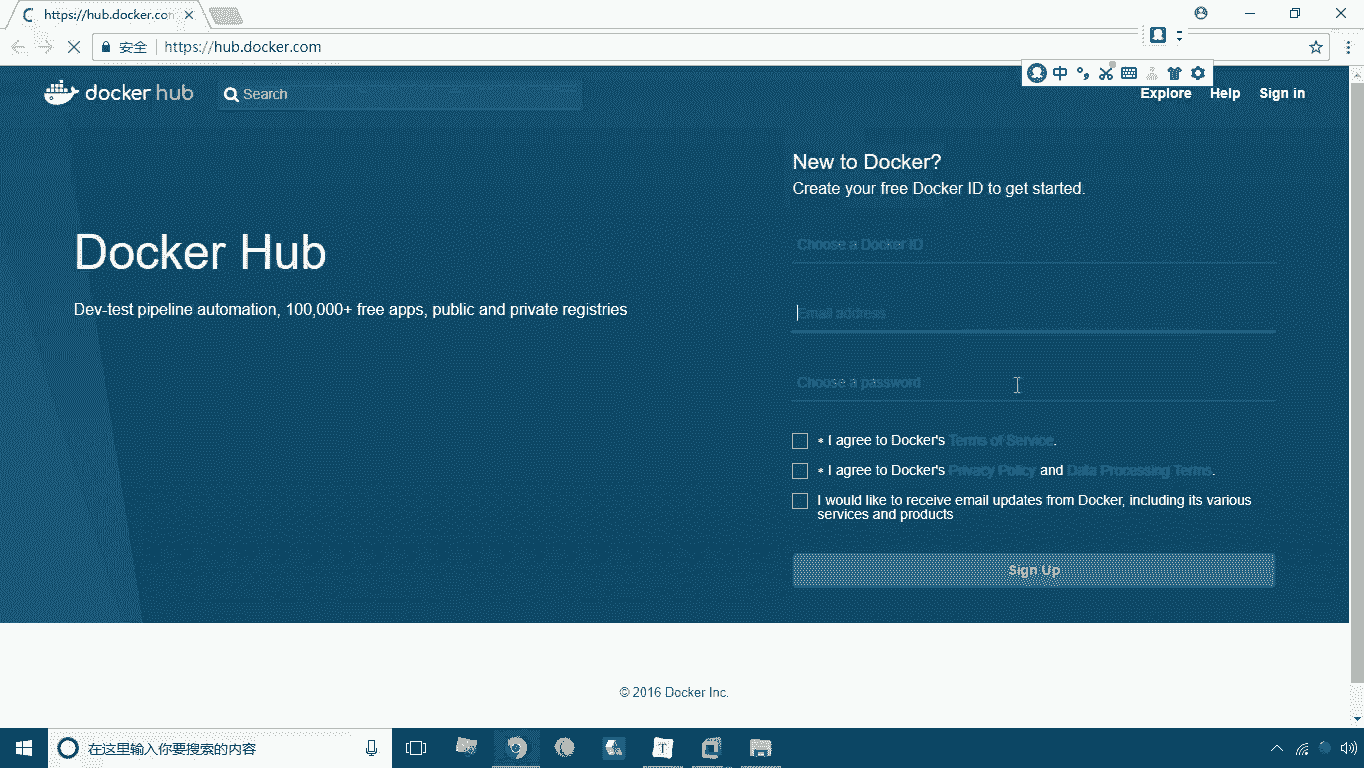 https://hub.docker.con
安全 https://hub.docker.com
中
docker hub
Search
Explore Help Sign in
New to Docker?
Create your free Docker ID to get started.
Choose a Docker ID
Docker Hub
Dev-test pipeline automation, 100,000+ free apps, public and private registries
Email address
Choose a password
* I agree to Docker's Terms of Service.
* I agree to Docker's Privacy Policy and Data Processing Terms.
I would like to receive email updates from Docker, including its various
services and products
Sign Up
© 2016 Docker Inc.
在这里输入你要搜索的内容
T